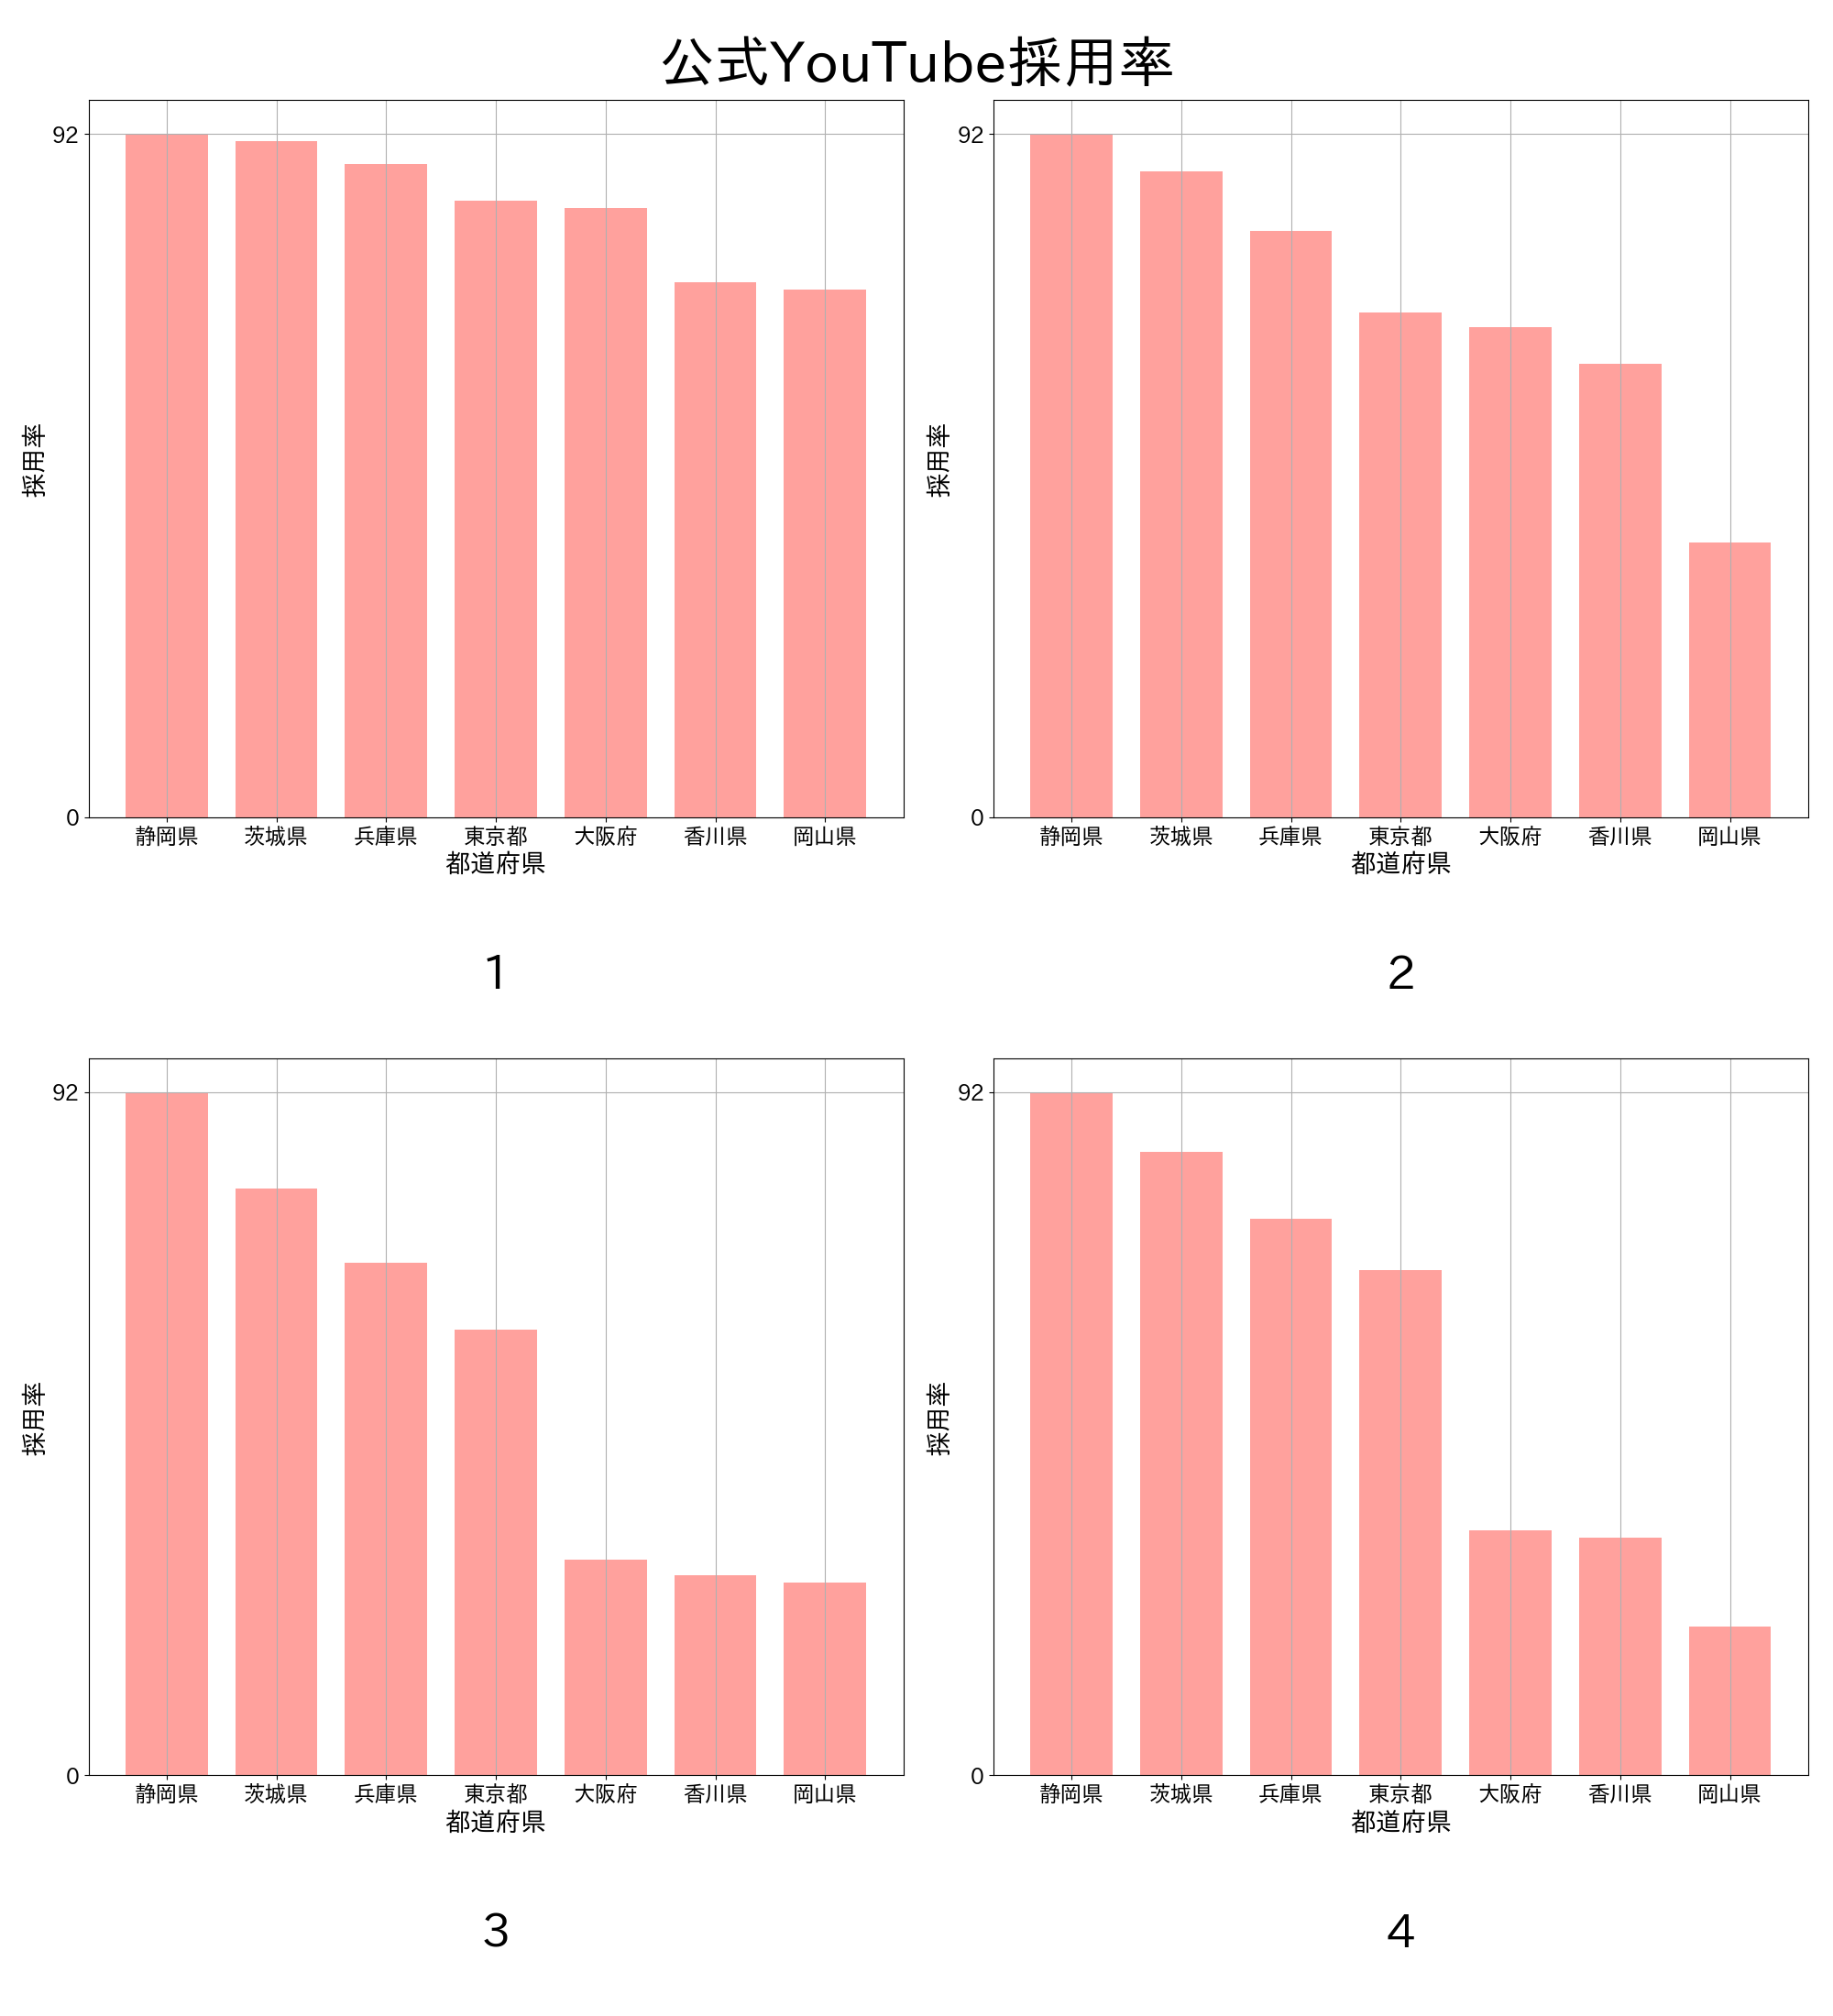 公式YouTube採用率
92
0
採用率
静岡県 茨城県 兵庫県 東京都 大阪府 香川県 岡山県
都道府県
1
92
0
採用率
静岡県 茨城県 兵庫県 東京都 大阪府 香川県 岡山県
都道府県
2
92
0
採用率
静岡県 茨城県 兵庫県 東京都 大阪府 香川県 岡山県
都道府県
3
92
0
採用率
静岡県 茨城県 兵庫県 東京都 大阪府 香川県 岡山県
都道府県
4